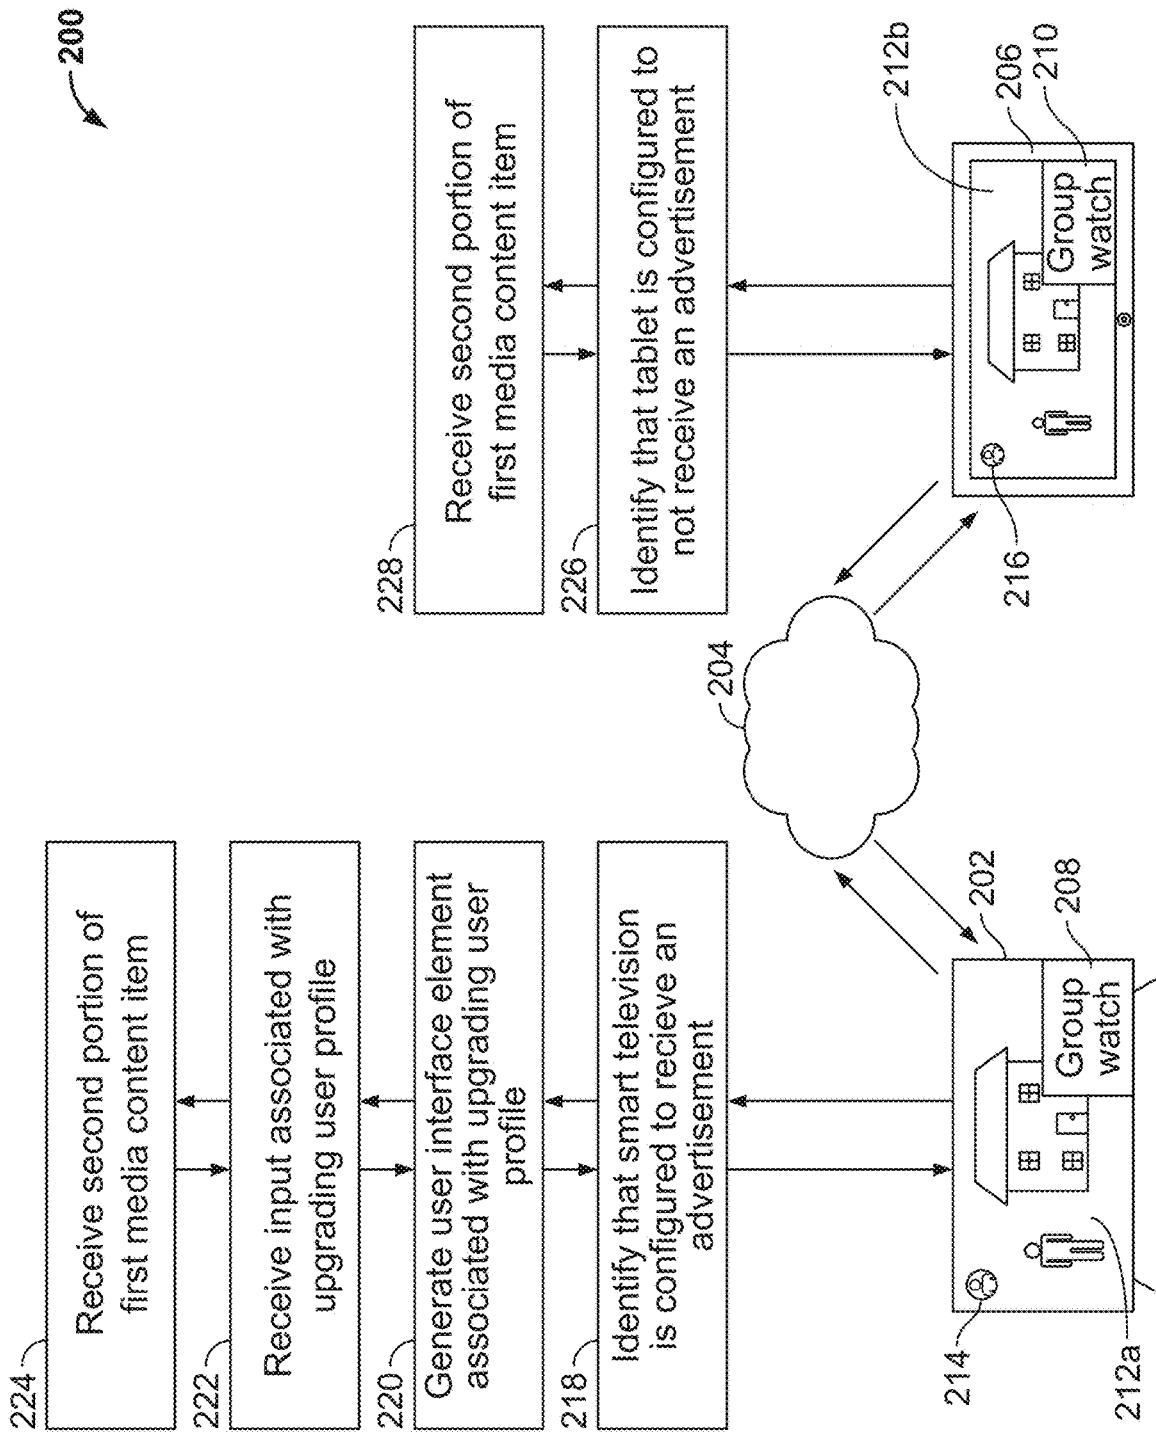 200
224
Receive second portion of
first media content item
222
Receive input associated with
upgrading user profile
220
Generate user interface element
associated with upgrading user
profile
218
Identify that smart television
is configured to recieve an
advertisement
228
Receive second portion of
first media content item
226
Identify that tablet is configured to
not receive an advertisement
204
214
212a
202
208
Group
watch
216
212b
206
210
Group
watch